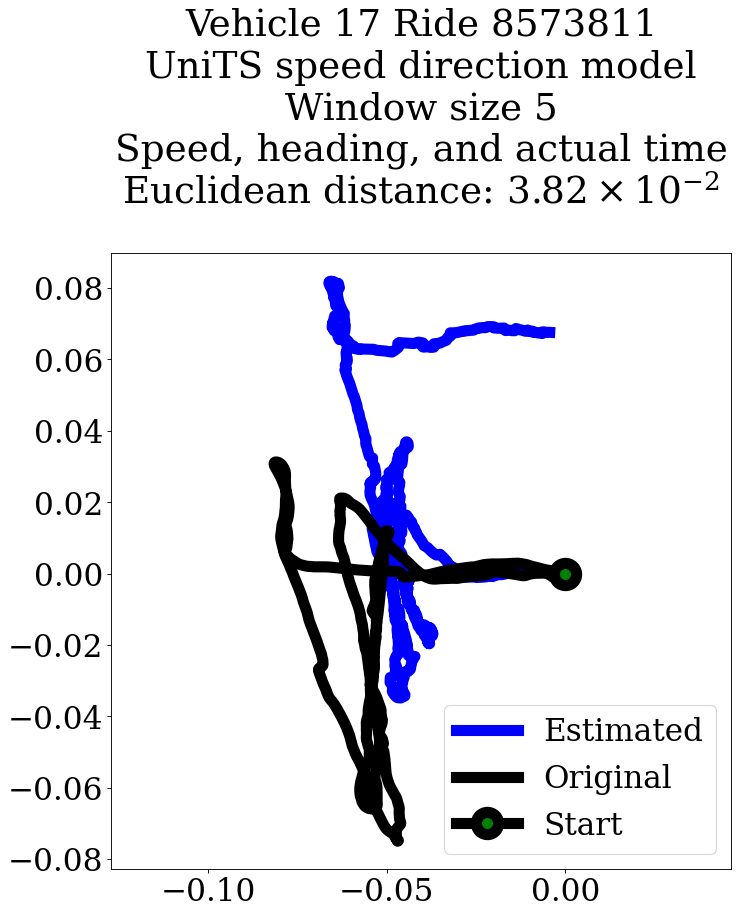 Vehicle 17 Ride 8573811
UniTS speed direction model
Window size 5
Speed, heading, and actual time
Euclidean distance: 3.82 × 10⁻²
0.08
0.06
0.04
0.02
0.00
−0.02
−0.04
−0.06
−0.08
Estimated
Original
Start
−0.10
−0.05
0.00